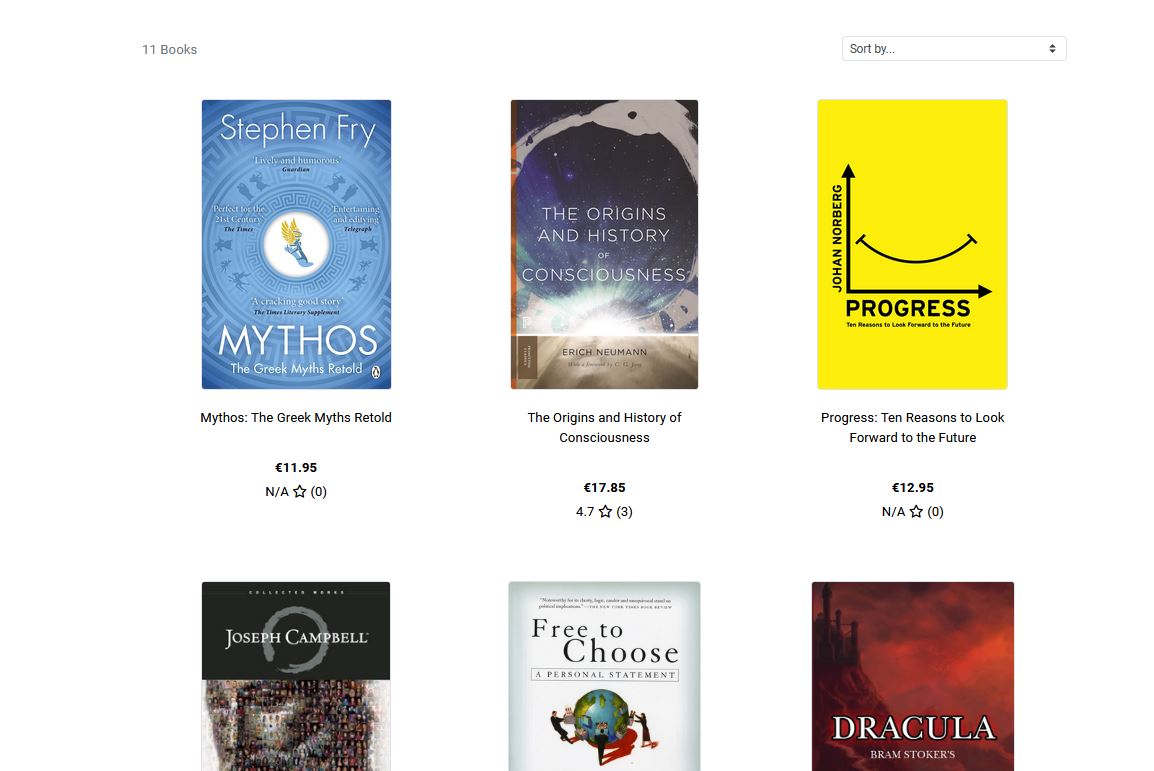 11 Books
Sort by...
Stephen Fry
'Lively and humorous'
Guardian
'Perfect for the
21st Century'
The Times
'Entertaining
and edifying'
Telegraph
'A cracking good story'
The Times Literary Supplement
MYTHOS
The Greek Myths Retold
THE ORIGINS
AND HISTORY
OF
CONSCIOUSNESS
ERICH NEUMANN
With a foreword by C. G. Jung
JOHAN NORBERG
PROGRESS
Ten Reasons to Look Forward to the Future
Mythos: The Greek Myths Retold
€11.95
N/A (0)
The Origins and History of
Consciousness
€17.85
4.7 (3)
Progress: Ten Reasons to Look
Forward to the Future
€12.95
N/A (0)
COLLECTED WORKS
JOSEPH CAMPBELL
"Noteworthy for its clarity, logic, candor and unequivocal stand on
political implications." —THE NEW YORK TIMES BOOK REVIEW
Free to
Choose
A PERSONAL STATEMENT
DRACULA
BRAM STOKER'S